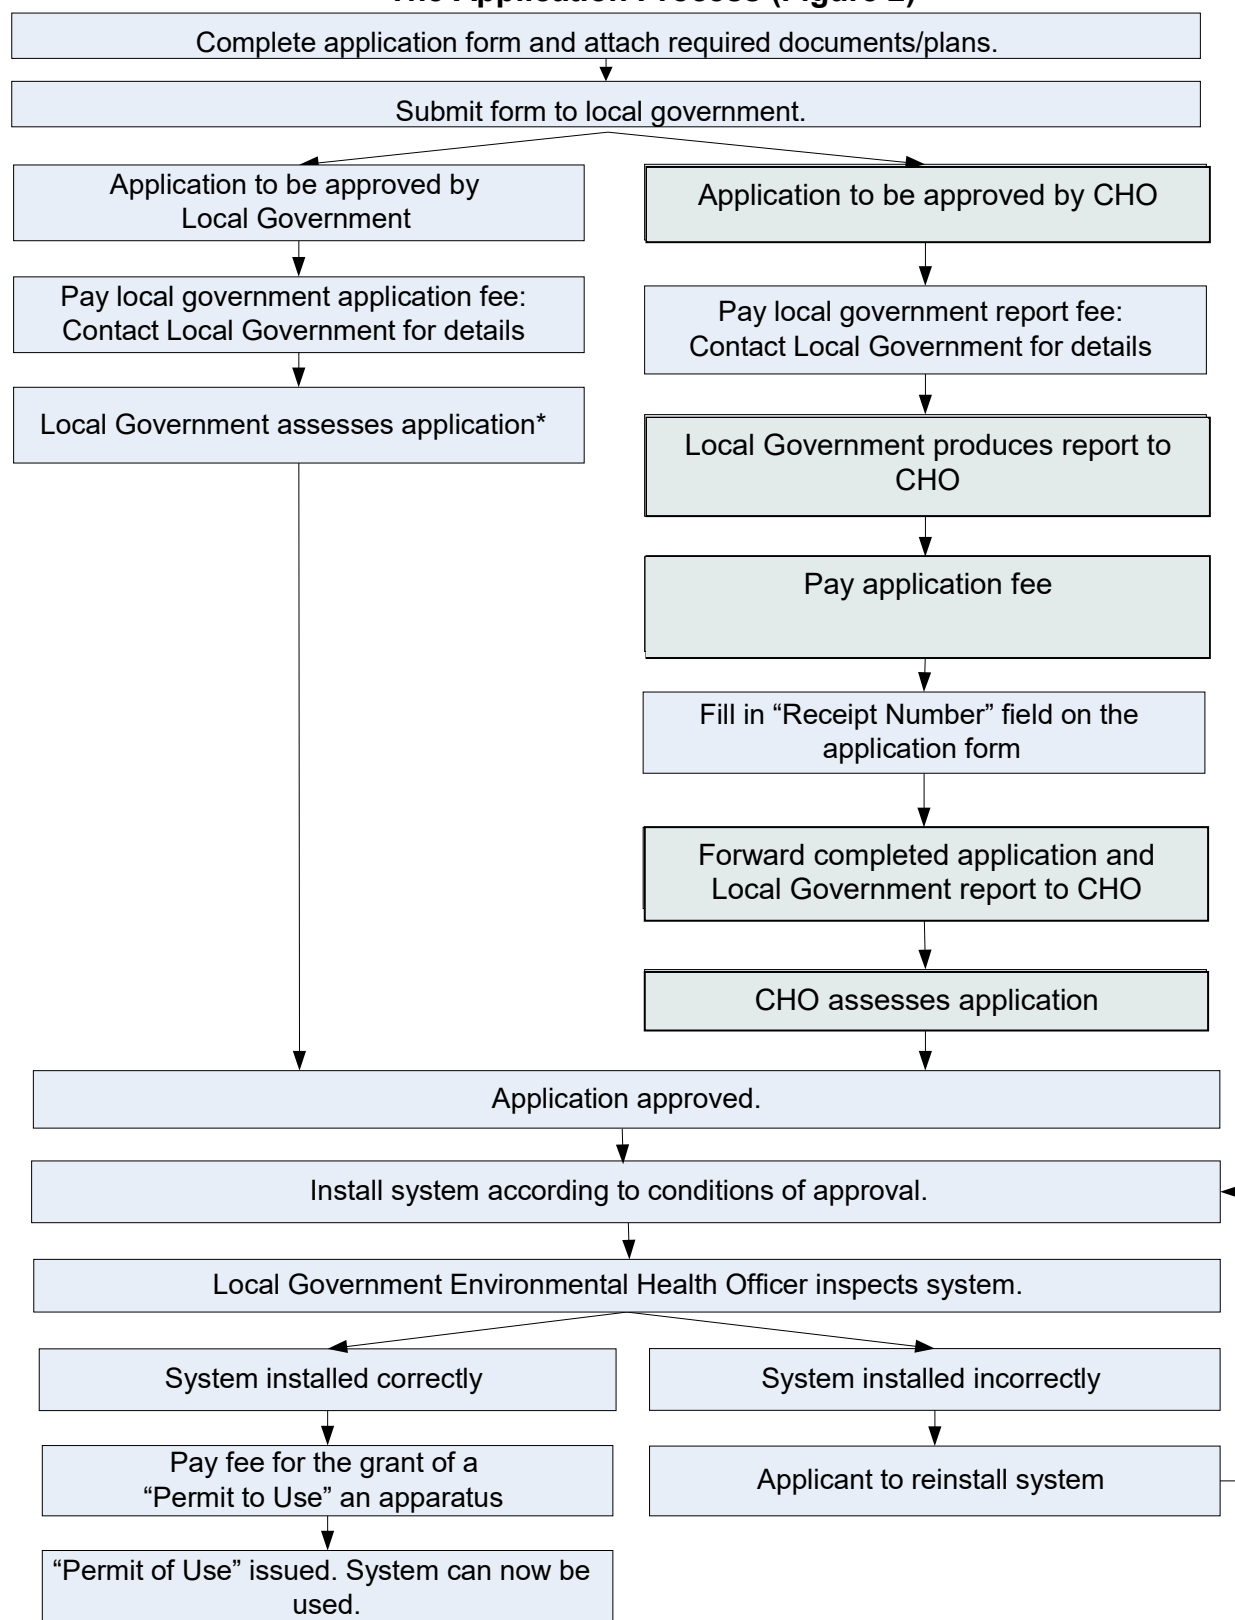 The Application Process (Figure 2)
Complete application form and attach required documents/plans.
Submit form to local government.
Application to be approved by
Local Government
Application to be approved by CHO
Pay local government application fee:
Contact Local Government for details
Pay local government report fee:
Contact Local Government for details
Local Government assesses application*
Local Government produces report to
CHO
Pay application fee
Fill in “Receipt Number” field on the
application form
Forward completed application and
Local Government report to CHO
CHO assesses application
Application approved.
Install system according to conditions of approval.
Local Government Environmental Health Officer inspects system.
System installed correctly
System installed incorrectly
Pay fee for the grant of a
“Permit to Use” an apparatus
Applicant to reinstall system
“Permit of Use” issued. System can now be
used.